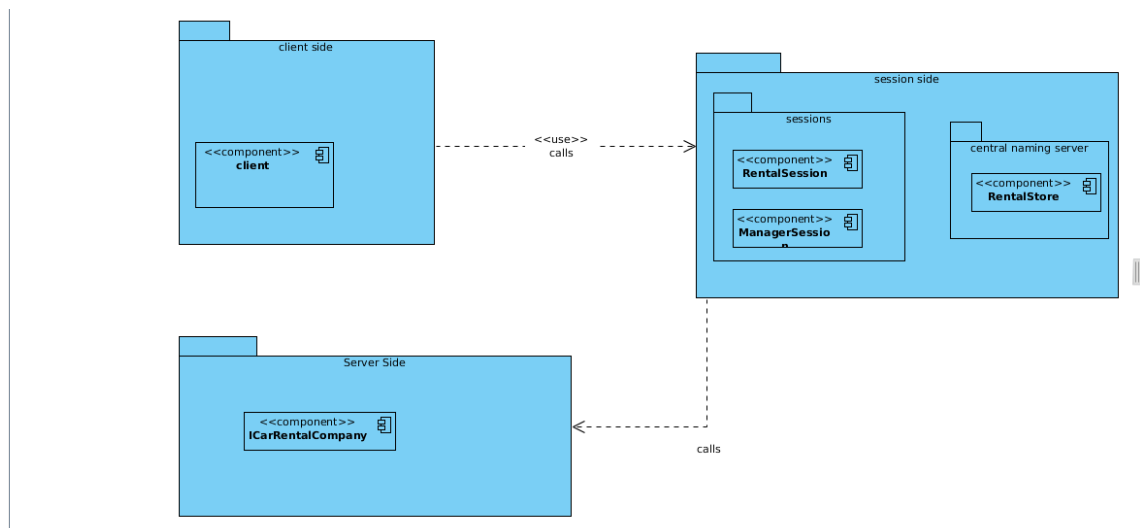 client side
<<component>>
client
<<use>>
calls
session side
sessions
<<component>>
RentalSession
<<component>>
ManagerSessio
n
central naming server
<<component>>
RentalStore
Server Side
<<component>>
ICarRentalCompany
calls